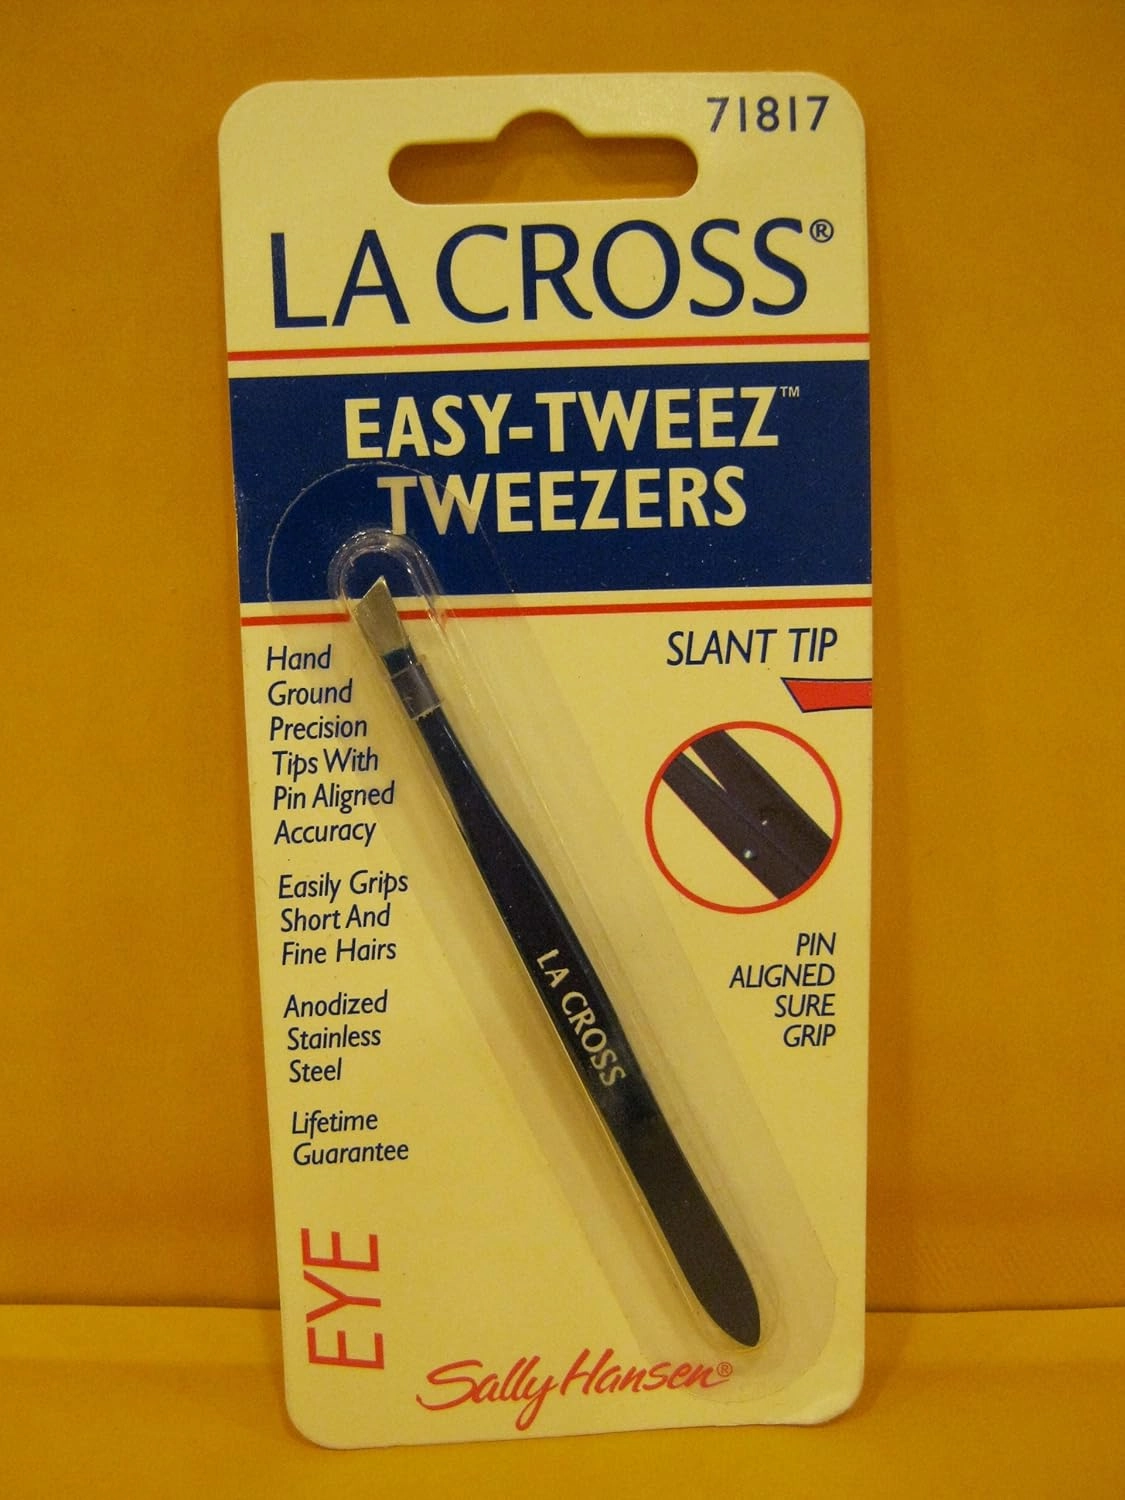 71817
LA CROSS®
EASY-TWEEZ™
TWEEZERS
Hand
Ground
Precision
Tips With
Pin Aligned
Accuracy
Easily Grips
Short And
Fine Hairs
Anodized
Stainless
Steel
Lifetime
Guarantee
SLANT TIP
PIN
ALIGNED
SURE
GRIP
LA CROSS
EYE
Sally Hansen®